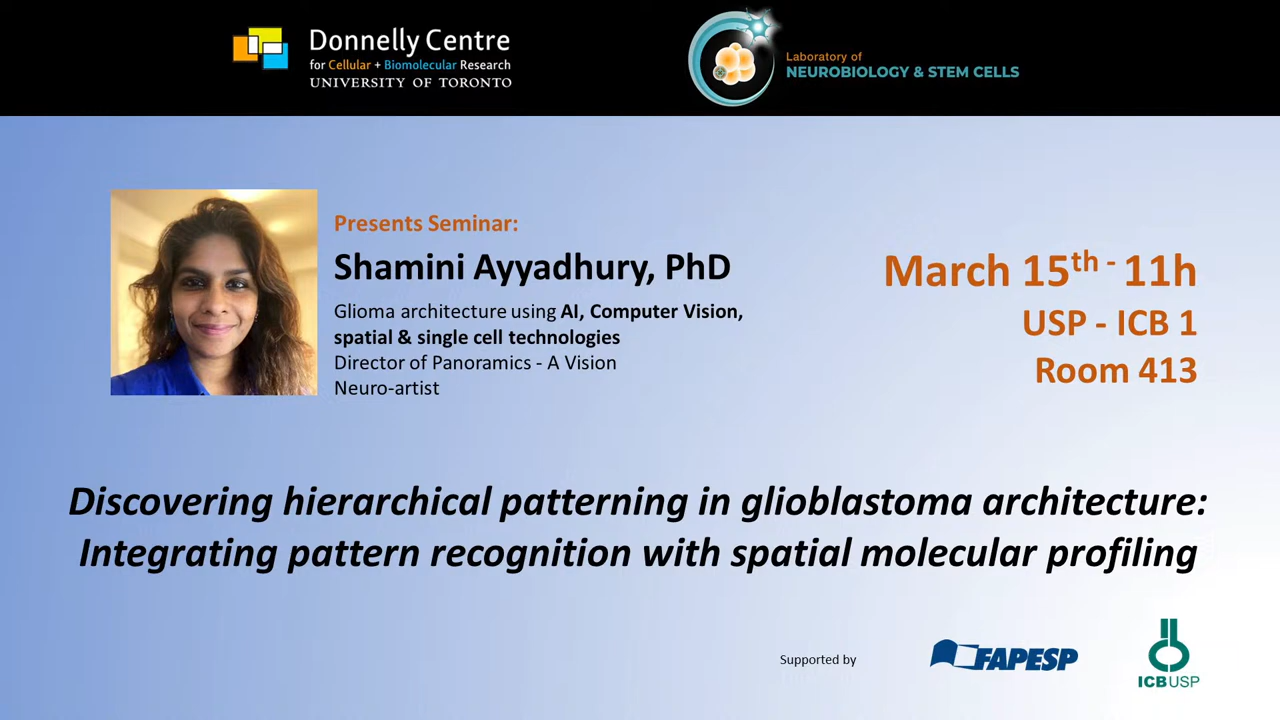 Donnelly Centre
for Cellular + Biomolecular Research
UNIVERSITY OF TORONTO
Laboratory of
NEUROBIOLOGY & STEM CELLS
Presents Seminar:
Shamini Ayyadhury, PhD
Glioma architecture using AI, Computer Vision,
spatial & single cell technologies
Director of Panoramics - A Vision
Neuro-artist
March 15th - 11h
USP - ICB 1
Room 413
Discovering hierarchical patterning in glioblastoma architecture:
Integrating pattern recognition with spatial molecular profiling
Supported by
FAPESP
ICBUSP